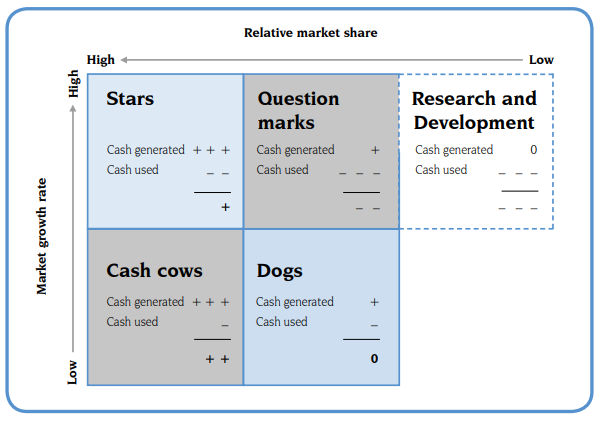 Relative market share
High Low
High
Market growth rate
Low
Stars
Cash generated + + +
Cash used – –
+
Question
marks
Cash generated +
Cash used – – –
– –
Research and
Development
Cash generated 0
Cash used – – –
– – –
Cash cows
Cash generated + + +
Cash used –
+ +
Dogs
Cash generated +
Cash used –
0